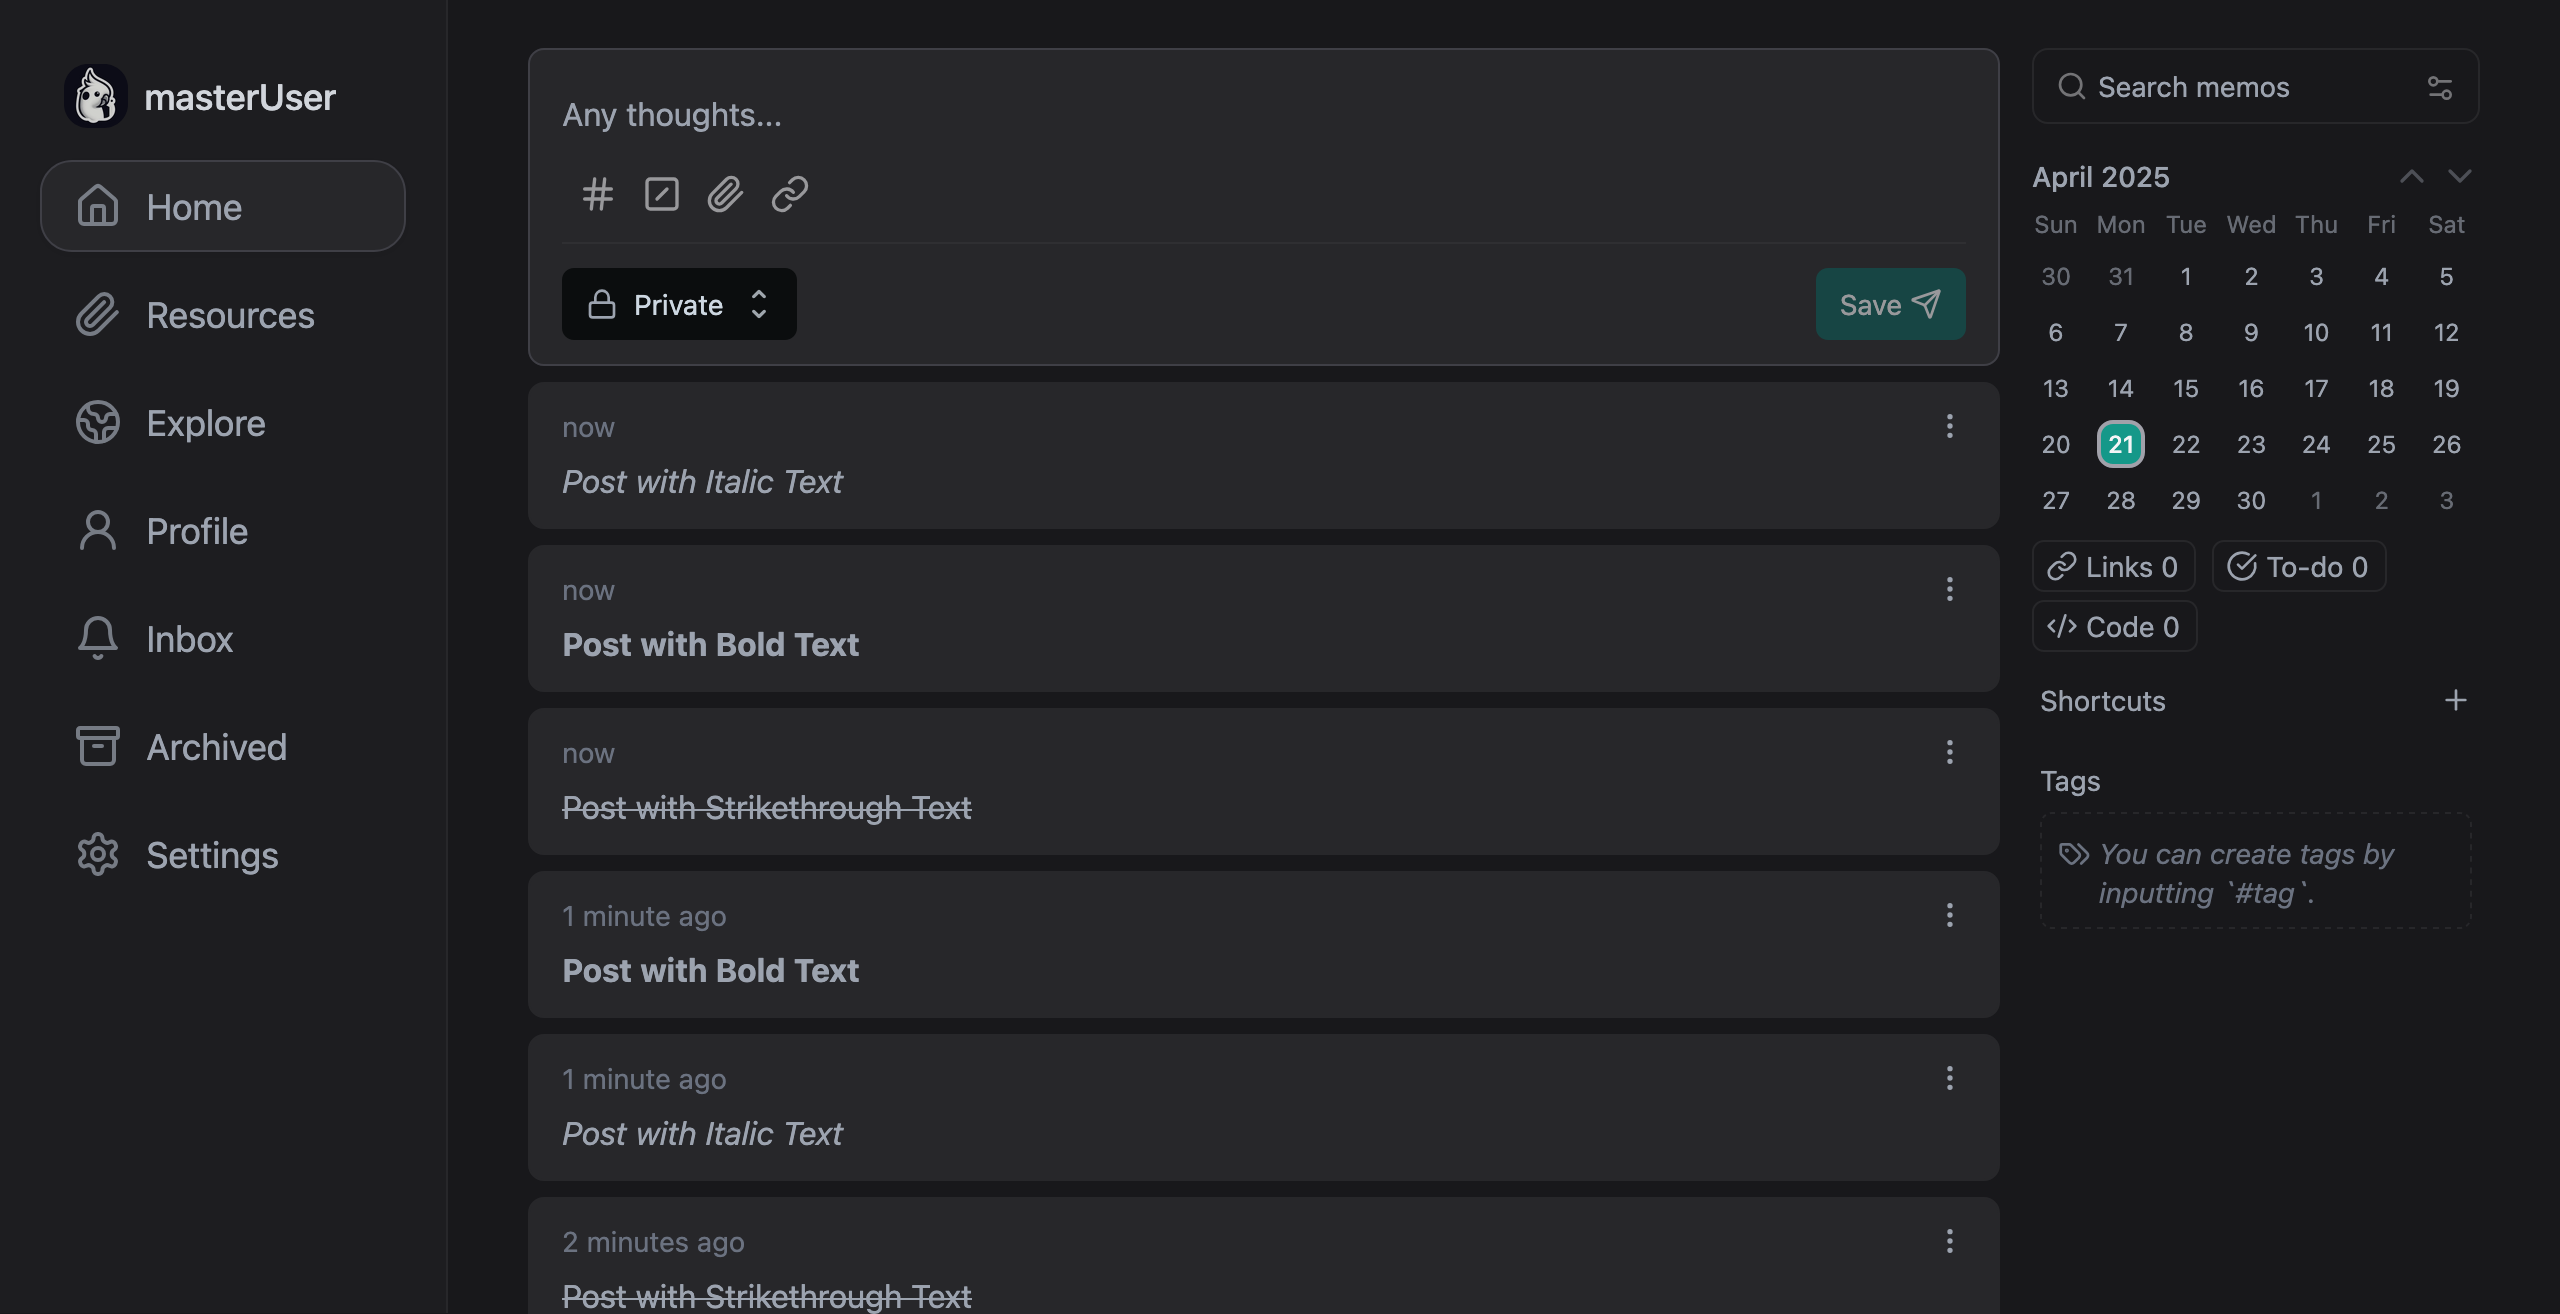 masterUser
Home
Resources
Explore
Profile
Inbox
Archived
Settings
Any thoughts...
Private
Save
now
Post with Italic Text
now
Post with Bold Text
now
Post with Strikethrough Text
1 minute ago
Post with Bold Text
1 minute ago
Post with Italic Text
2 minutes ago
Post with Strikethrough Text
Search memos
April 2025
Sun Mon Tue Wed Thu Fri Sat
30 31 1 2 3 4 5
6 7 8 9 10 11 12
13 14 15 16 17 18 19
20 21 22 23 24 25 26
27 28 29 30 1 2 3
Links 0 To-do 0
Code 0
Shortcuts
Tags
You can create tags by
inputting `#tag`.